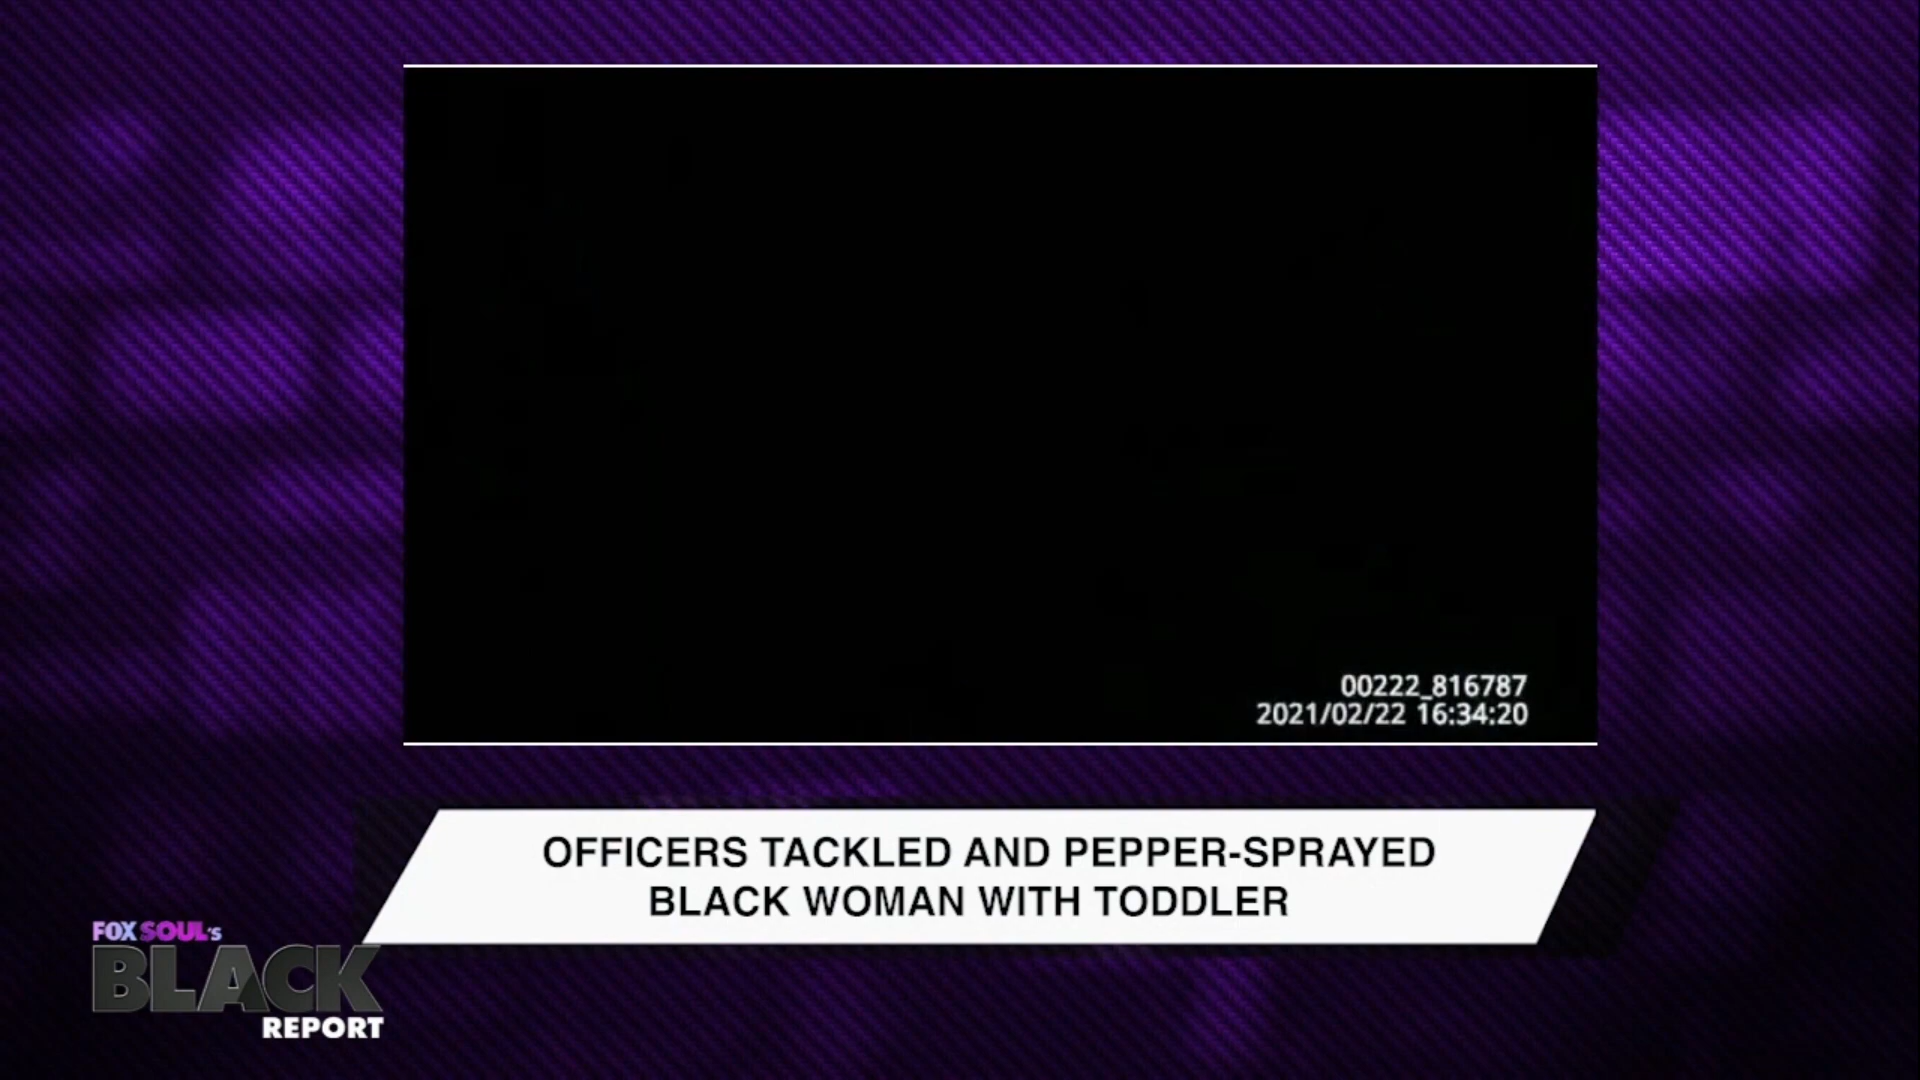 00222_816787
2021/02/22 16:34:20
OFFICERS TACKLED AND PEPPER-SPRAYED
BLACK WOMAN WITH TODDLER
FOX SOUL's
BLACK
REPORT